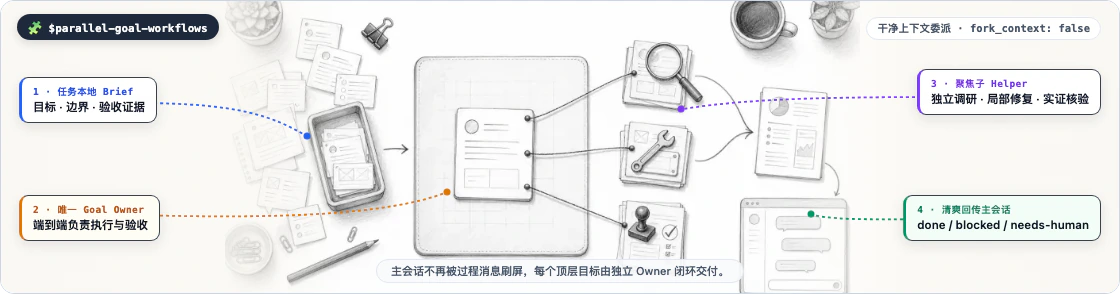 $parallel-goal-workflows
干净上下文委派 · fork_context: false
1 · 任务本地 Brief
目标 · 边界 · 验收证据
3 · 聚焦子 Helper
独立调研 · 局部修复 · 实证核验
2 · 唯一 Goal Owner
端到端负责执行与验收
4 · 清爽回传主会话
done / blocked / needs-human
主会话不再被过程消息刷屏，每个顶层目标由独立 Owner 闭环交付。